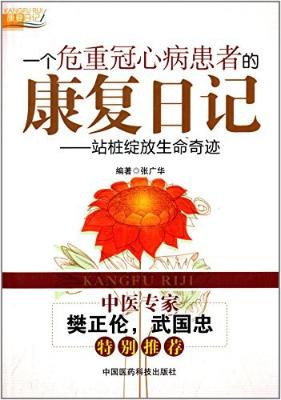 KANGFU RIJI
康复日记
一个危重冠心病患者的
康复日记
——站桩绽放生命奇迹
编著●张广华
KANGFU RIJI
中医专家
樊正伦，武国忠
特别推荐
中国医药科技出版社